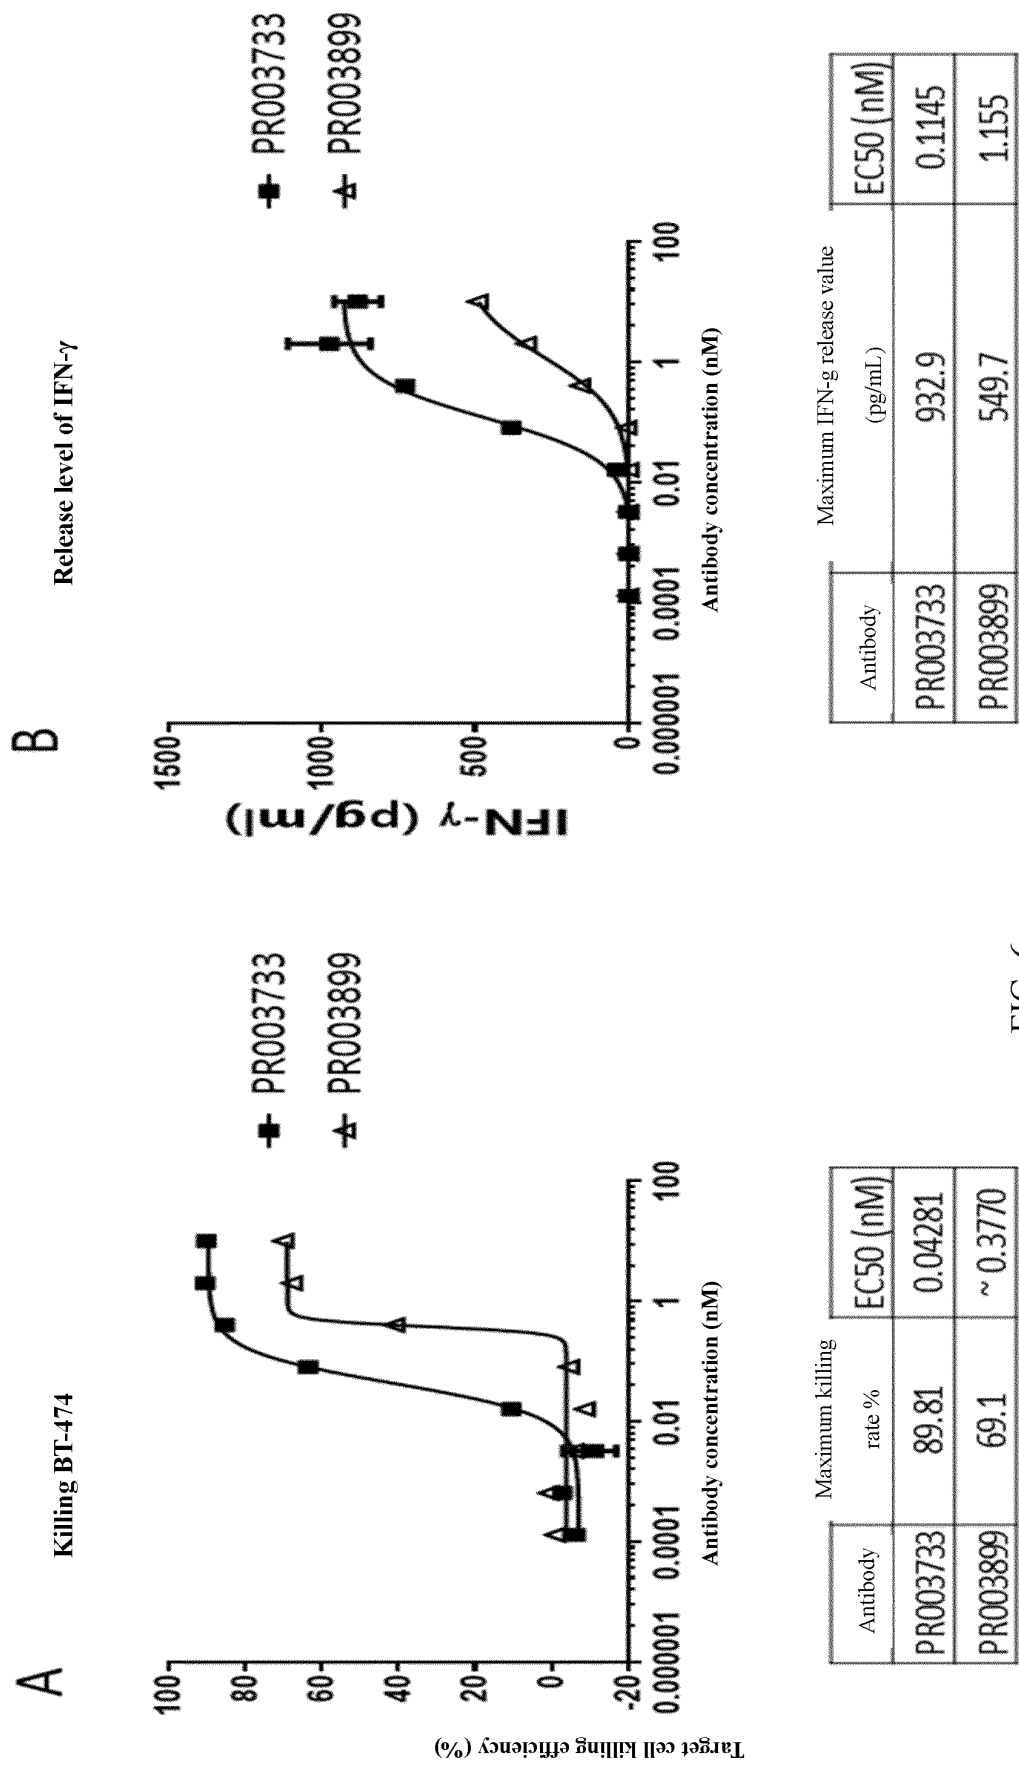 A
Killing BT-474
Target cell killing efficiency (%)
100
80
60
40
20
0
-20
0.000001
0.0001
0.01
1
100
Antibody concentration (nM)
PR003733
PR003899
Antibody
Maximum killing
rate %
EC50 (nM)
PR003733
89.81
0.04281
PR003899
69.1
~ 0.3770
B
Release level of IFN-γ
IFN-γ (pg/ml)
1500
1000
500
0
0.000001
0.0001
0.01
1
100
Antibody concentration (nM)
PR003733
PR003899
Antibody
Maximum IFN-g release value
(pg/mL)
EC50 (nM)
PR003733
932.9
0.1145
PR003899
549.7
1.155
FIG.